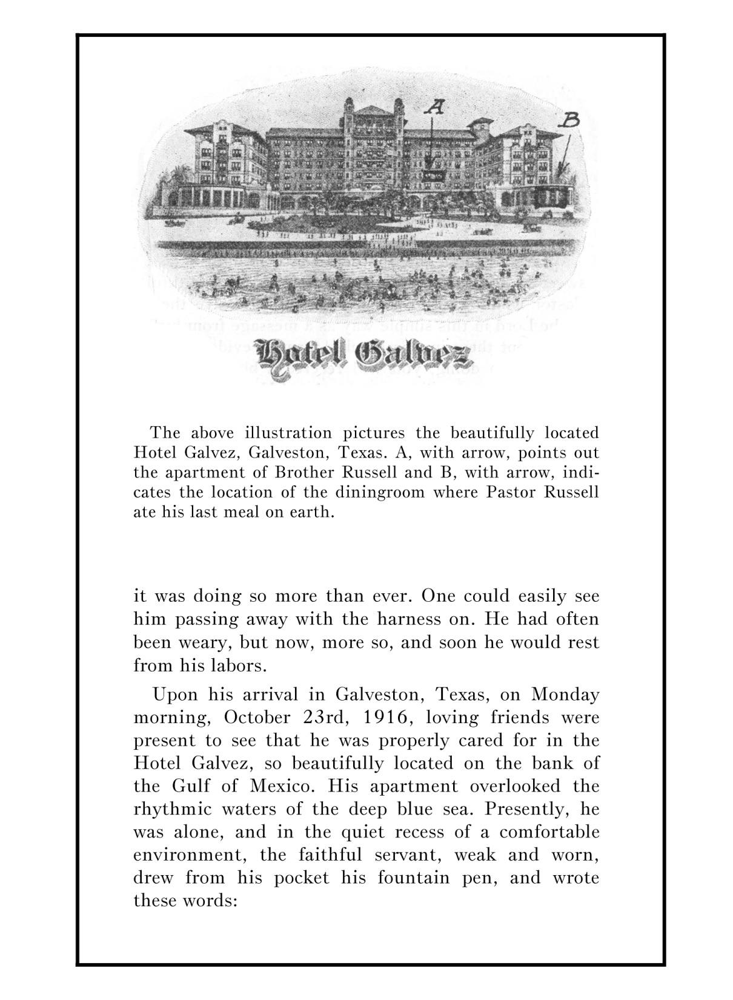 A
B
Hotel Galvez
The above illustration pictures the beautifully located
Hotel Galvez, Galveston, Texas. A, with arrow, points out
the apartment of Brother Russell and B, with arrow, indi-
cates the location of the diningroom where Pastor Russell
ate his last meal on earth.
it was doing so more than ever. One could easily see
him passing away with the harness on. He had often
been weary, but now, more so, and soon he would rest
from his labors.
Upon his arrival in Galveston, Texas, on Monday
morning, October 23rd, 1916, loving friends were
present to see that he was properly cared for in the
Hotel Galvez, so beautifully located on the bank of
the Gulf of Mexico. His apartment overlooked the
rhythmic waters of the deep blue sea. Presently, he
was alone, and in the quiet recess of a comfortable
environment, the faithful servant, weak and worn,
drew from his pocket his fountain pen, and wrote
these words: